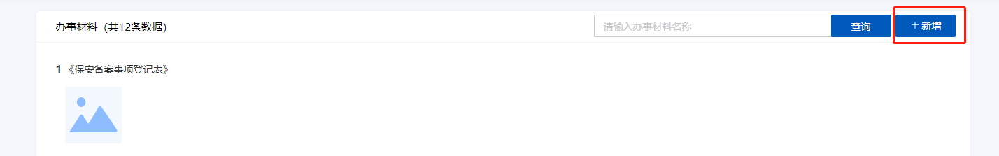 办事材料（共12条数据）
请输入办事材料名称
查询
+ 新增
1 《保安备案事项登记表》